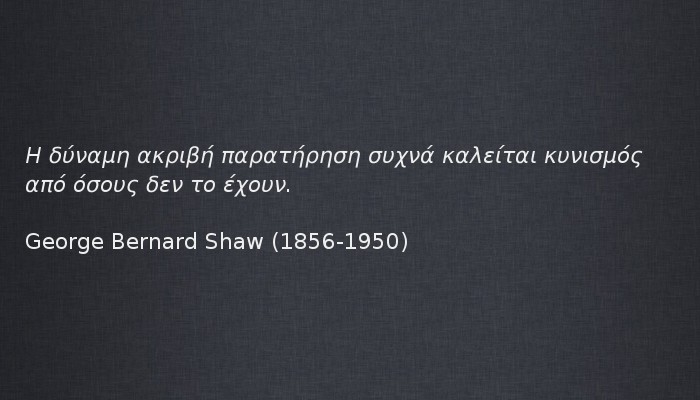 Η δύναμη ακριβή παρατήρηση συχνά καλείται κυνισμός
από όσους δεν το έχουν.
George Bernard Shaw (1856-1950)